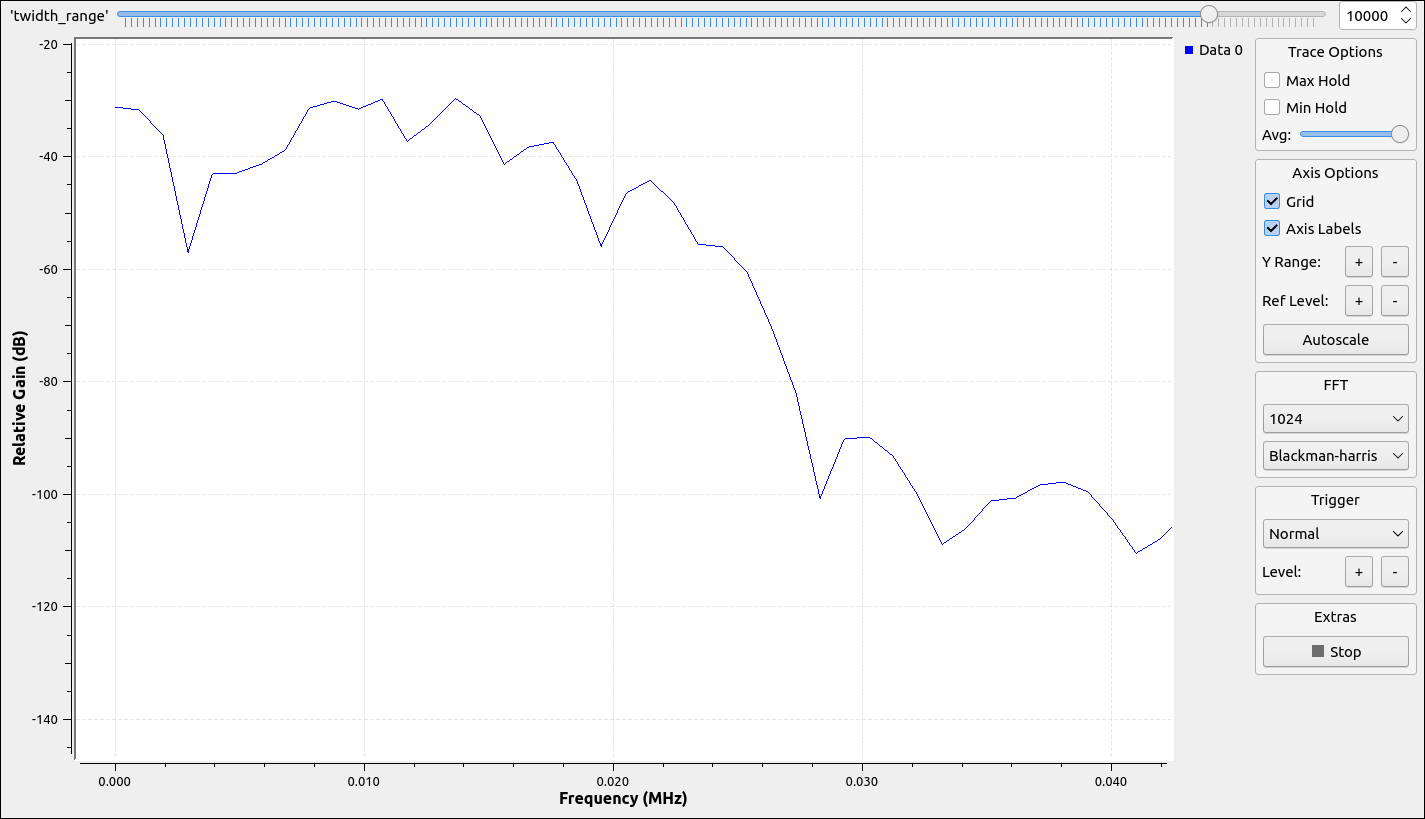 'twidth_range'
10000
Data 0
-20
-40
-60
-80
-100
-120
-140
Relative Gain (dB)
0.000
0.010
0.020
0.030
0.040
Frequency (MHz)
Trace Options
Max Hold
Min Hold
Avg:
Axis Options
Grid
Axis Labels
Y Range: + -
Ref Level: + -
Autoscale
FFT
1024
Blackman-harris
Trigger
Normal
Level: + -
Extras
Stop